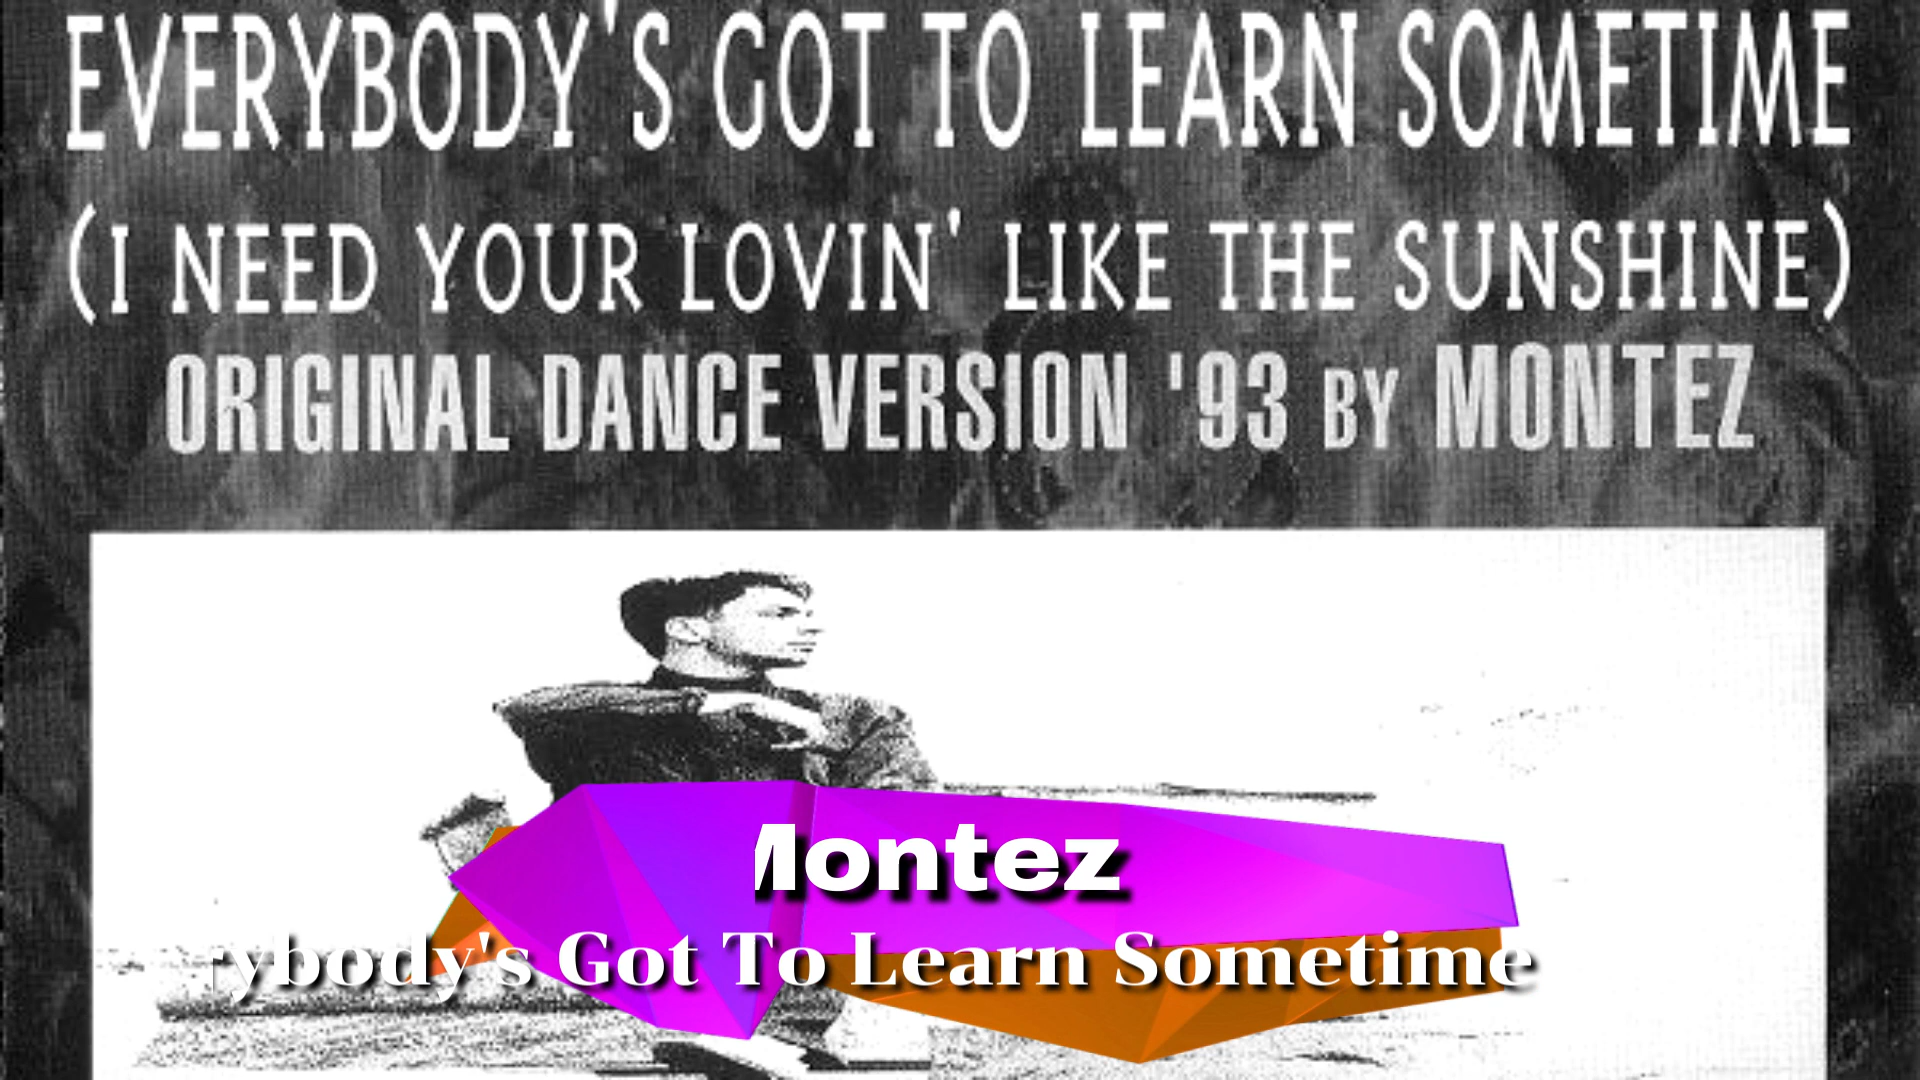 EVERYBODY'S GOT TO LEARN SOMETIME
(I NEED YOUR LOVIN' LIKE THE SUNSHINE)
ORIGINAL DANCE VERSION '93 BY MONTEZ
Montez
ybody's Got To Learn Sometime